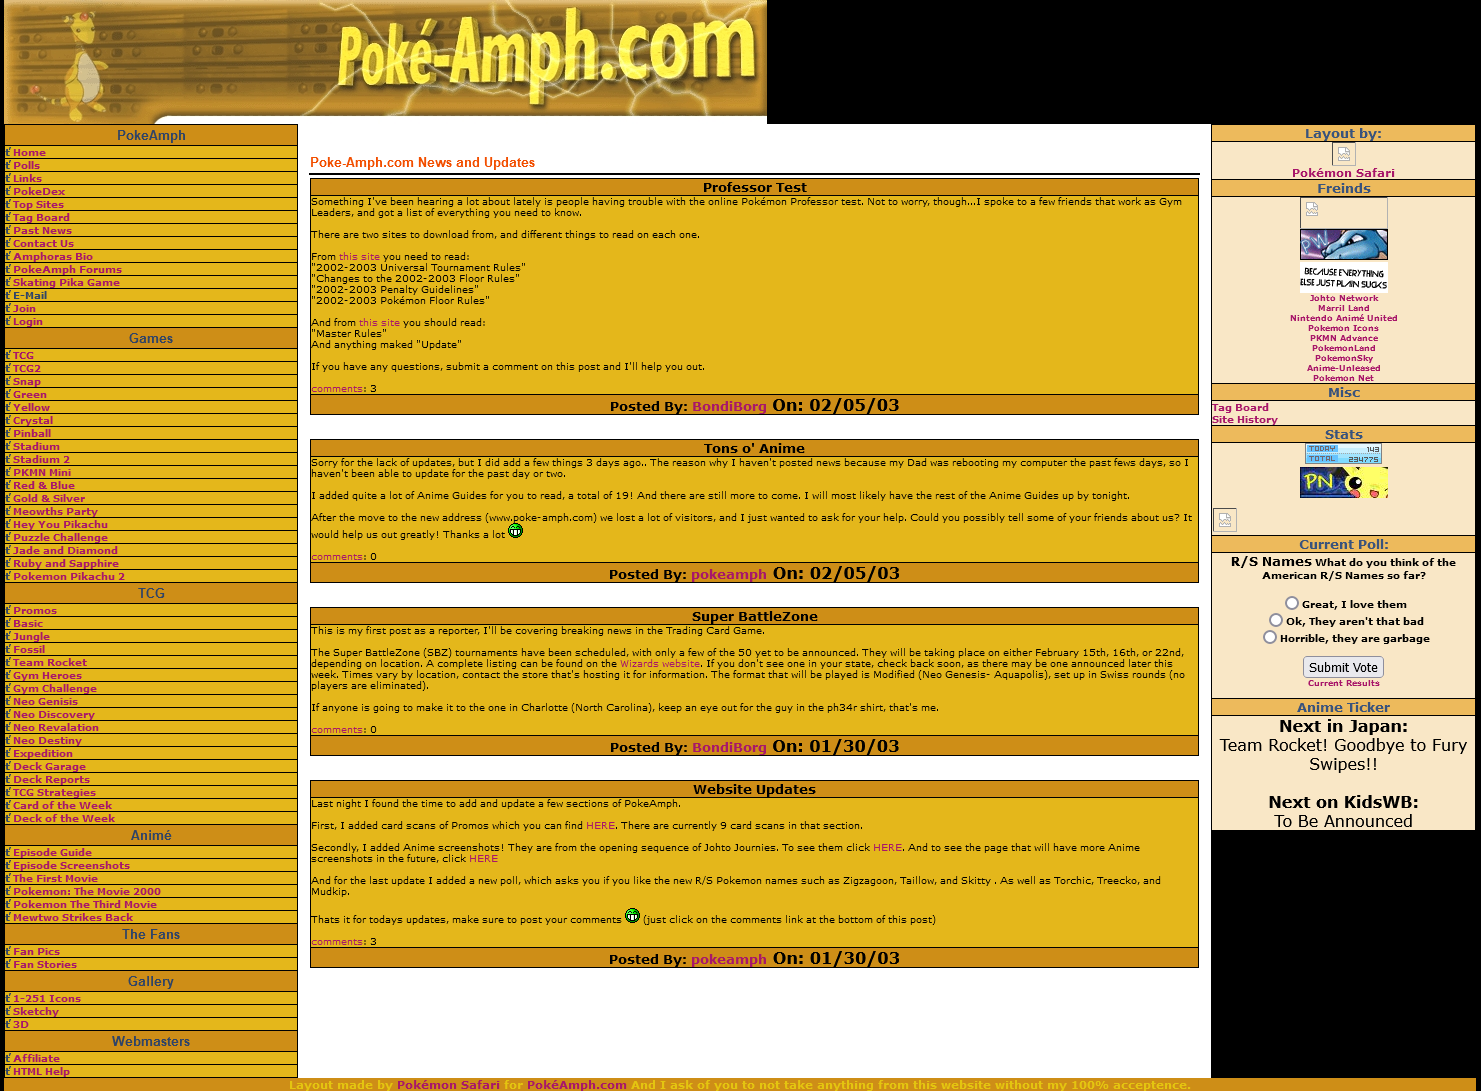 Poké-Amph.com
PokeAmph
ť Home
ť Polls
ť Links
ť PokeDex
ť Top Sites
ť Tag Board
ť Past News
ť Contact Us
ť Amphoras Bio
ť PokeAmph Forums
ť Skating Pika Game
ť E-Mail
ť Join
ť Login
Games
ť TCG
ť TCG2
ť Snap
ť Green
ť Yellow
ť Crystal
ť Pinball
ť Stadium
ť Stadium 2
ť PKMN Mini
ť Red & Blue
ť Gold & Silver
ť Meowths Party
ť Hey You Pikachu
ť Puzzle Challenge
ť Jade and Diamond
ť Ruby and Sapphire
ť Pokemon Pikachu 2
TCG
ť Promos
ť Basic
ť Jungle
ť Fossil
ť Team Rocket
ť Gym Heroes
ť Gym Challenge
ť Neo Genisis
ť Neo Discovery
ť Neo Revalation
ť Neo Destiny
ť Expedition
ť Deck Garage
ť Deck Reports
ť TCG Strategies
ť Card of the Week
ť Deck of the Week
Animé
ť Episode Guide
ť Episode Screenshots
ť The First Movie
ť Pokemon: The Movie 2000
ť Pokemon The Third Movie
ť Mewtwo Strikes Back
The Fans
ť Fan Pics
ť Fan Stories
Gallery
ť 1-251 Icons
ť Sketchy
ť 3D
Webmasters
ť Affiliate
ť HTML Help
Poke-Amph.com News and Updates
Professor Test
Something I've been hearing a lot about lately is people having trouble with the online Pokémon Professor test. Not to worry, though...I spoke to a few friends that work as Gym
Leaders, and got a list of everything you need to know.
There are two sites to download from, and different things to read on each one.
From this site you need to read:
"2002-2003 Universal Tournament Rules"
"Changes to the 2002-2003 Floor Rules"
"2002-2003 Penalty Guidelines"
"2002-2003 Pokémon Floor Rules"
And from this site you should read:
"Master Rules"
And anything maked "Update"
If you have any questions, submit a comment on this post and I'll help you out.
comments: 3
Posted By: BondiBorg On: 02/05/03
Tons o' Anime
Sorry for the lack of updates, but I did add a few things 3 days ago.. The reason why I haven't posted news because my Dad was rebooting my computer the past fews days, so I
haven't been able to update for the past day or two.
I added quite a lot of Anime Guides for you to read, a total of 19! And there are still more to come. I will most likely have the rest of the Anime Guides up by tonight.
After the move to the new address (www.poke-amph.com) we lost a lot of visitors, and I just wanted to ask for your help. Could you possibly tell some of your friends about us? It
would help us out greatly! Thanks a lot
comments: 0
Posted By: pokeamph On: 02/05/03
Super BattleZone
This is my first post as a reporter, I'll be covering breaking news in the Trading Card Game.
The Super BattleZone (SBZ) tournaments have been scheduled, with only a few of the 50 yet to be announced. They will be taking place on either February 15th, 16th, or 22nd,
depending on location. A complete listing can be found on the Wizards website. If you don't see one in your state, check back soon, as there may be one announced later this
week. Times vary by location, contact the store that's hosting it for information. The format that will be played is Modified (Neo Genesis- Aquapolis), set up in Swiss rounds (no
players are eliminated).
If anyone is going to make it to the one in Charlotte (North Carolina), keep an eye out for the guy in the ph34r shirt, that's me.
comments: 0
Posted By: BondiBorg On: 01/30/03
Website Updates
Last night I found the time to add and update a few sections of PokeAmph.
First, I added card scans of Promos which you can find HERE. There are currently 9 card scans in that section.
Secondly, I added Anime screenshots! They are from the opening sequence of Johto Journies. To see them click HERE. And to see the page that will have more Anime
screenshots in the future, click HERE
And for the last update I added a new poll, which asks you if you like the new R/S Pokemon names such as Zigzagoon, Taillow, and Skitty . As well as Torchic, Treecko, and
Mudkip.
Thats it for todays updates, make sure to post your comments (just click on the comments link at the bottom of this post)
comments: 3
Posted By: pokeamph On: 01/30/03
Layout by:
Pokémon Safari
Freinds
PW
BECAUSE EVERYTHING
ELSE JUST PLAIN SUCKS
Johto Network
Marril Land
Nintendo Animé United
Pokemon Icons
PKMN Advance
PokemonLand
PokemonSky
Anime-Unleased
Pokemon Net
Misc
Tag Board
Site History
Stats
TODAY 143
TOTAL 234775
PN
Current Poll:
R/S Names What do you think of the
American R/S Names so far?
Great, I love them
Ok, They aren't that bad
Horrible, they are garbage
Submit Vote
Current Results
Anime Ticker
Next in Japan:
Team Rocket! Goodbye to Fury
Swipes!!
Next on KidsWB:
To Be Announced
Layout made by Pokémon Safari for PokéAmph.com And I ask of you to not take anything from this website without my 100% acceptence.